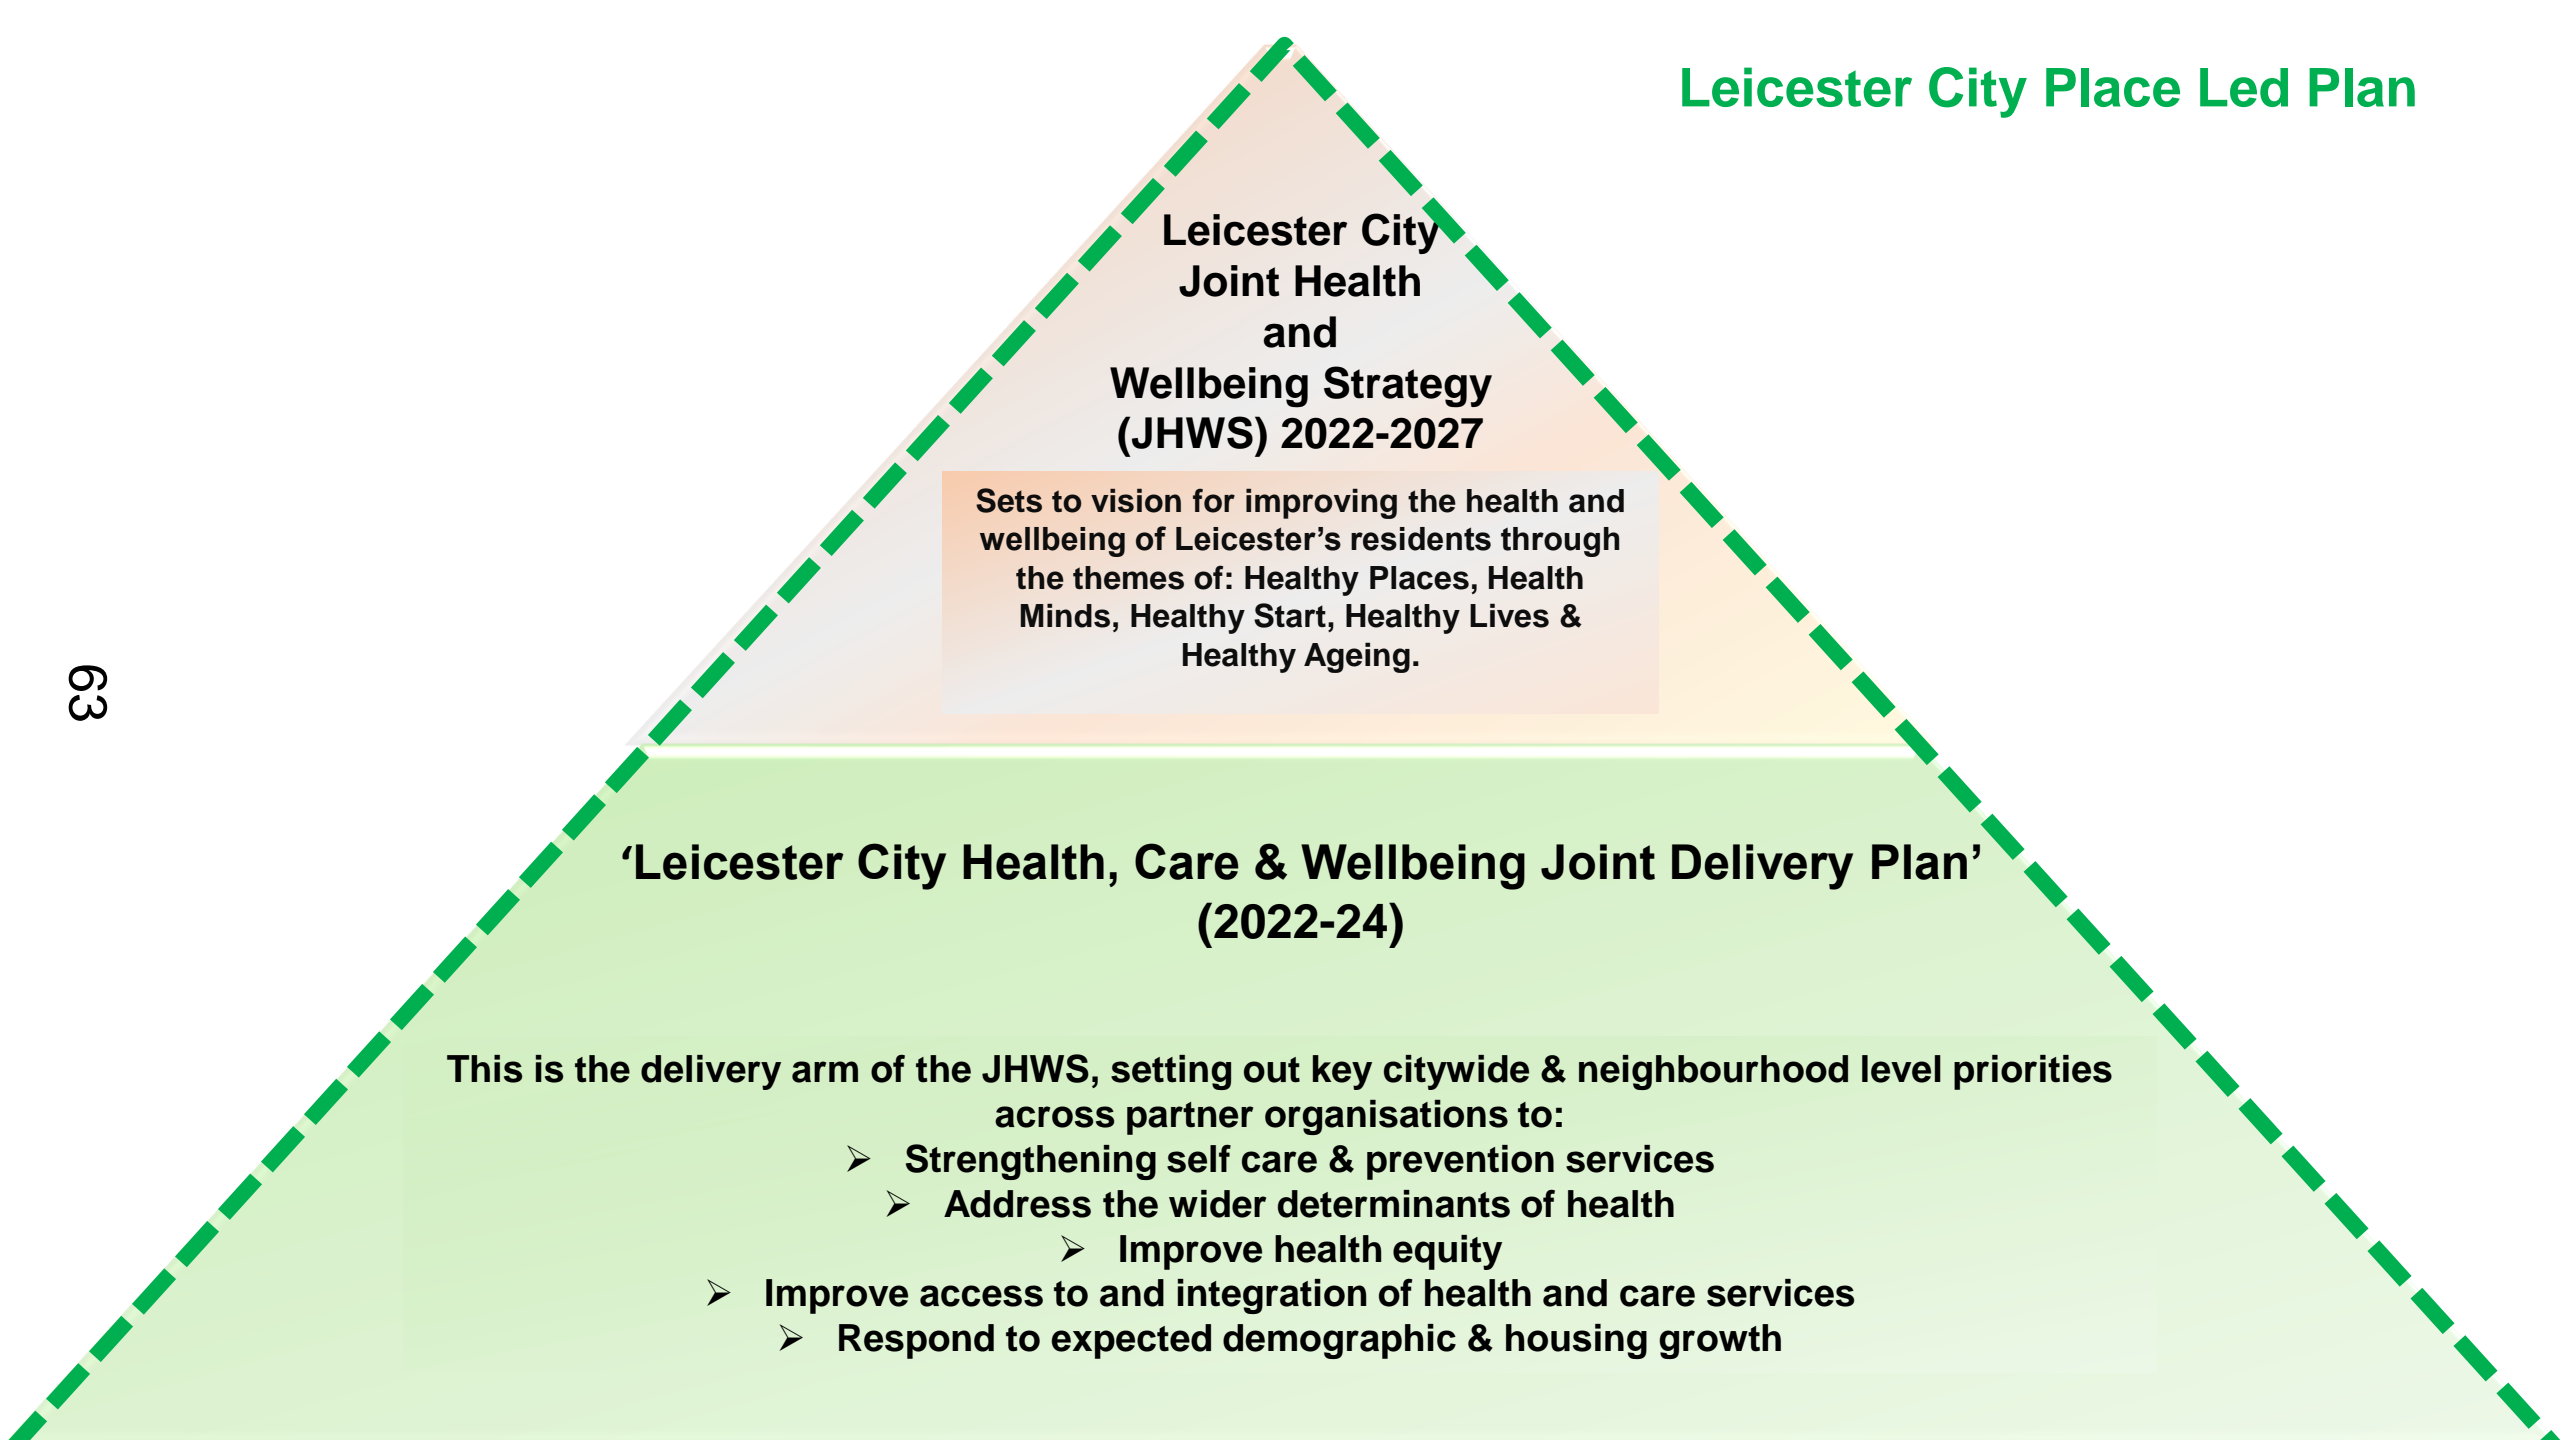 Leicester City Place Led Plan
Leicester City
Joint Health
and
Wellbeing Strategy
(JHWS) 2022-2027
Sets to vision for improving the health and
wellbeing of Leicester’s residents through
the themes of: Healthy Places, Health
Minds, Healthy Start, Healthy Lives &
Healthy Ageing.
63
‘Leicester City Health, Care & Wellbeing Joint Delivery Plan’
(2022-24)
This is the delivery arm of the JHWS, setting out key citywide & neighbourhood level priorities
across partner organisations to:
➢ Strengthening self care & prevention services
➢ Address the wider determinants of health
➢ Improve health equity
➢ Improve access to and integration of health and care services
➢ Respond to expected demographic & housing growth